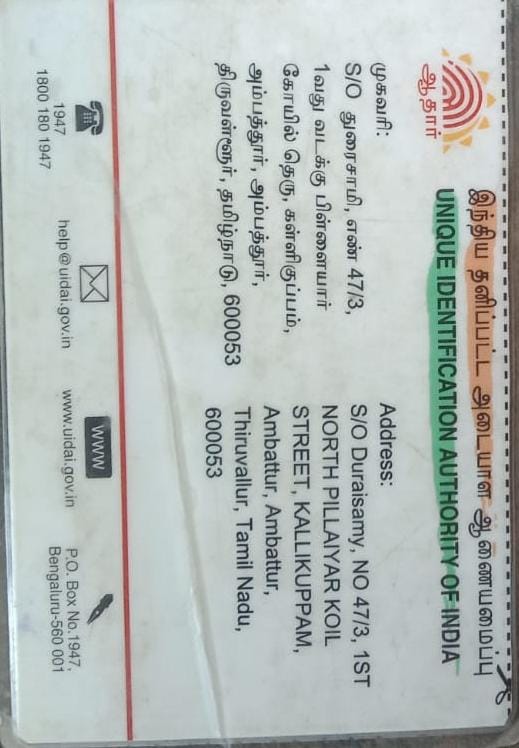 இந்திய தனிப்பட்ட அடையாள ஆணையமைப்பு
UNIQUE IDENTIFICATION AUTHORITY OF INDIA
ஆதார்
முகவரி:
S/O துரைசாமி, எண் 47/3,
1வது வடக்கு பிள்ளையார்
கோயில் தெரு, கள்ளிகுப்பம்,
அம்பத்தூர், அம்பத்தூர்,
திருவள்ளூர், தமிழ்நாடு, 600053
Address:
S/O Duraisamy, NO 47/3, 1ST
NORTH PILLAIYAR KOIL
STREET, KALLIKUPPAM,
Ambattur, Ambattur,
Thiruvallur, Tamil Nadu,
600053
1947
1800 180 1947
help@uidai.gov.in
www
www.uidai.gov.in
P.O. Box No.1947,
Bengaluru-560 001